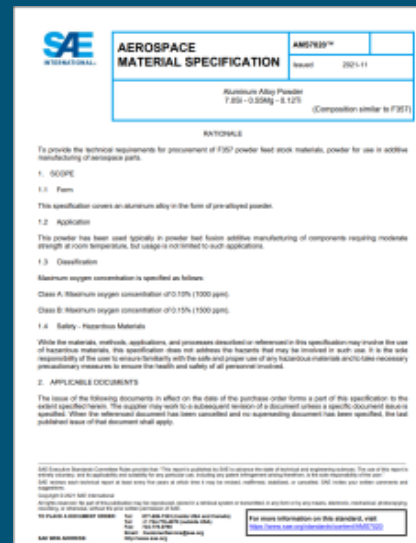 SAE
INTERNATIONAL
AEROSPACE
MATERIAL SPECIFICATION
AMS7020™
Issued 2021-11
Aluminum Alloy Powder
7.0Si - 0.55Mg - 0.12Ti
(Composition similar to F357)
RATIONALE
To provide the technical requirements for procurement of F357 powder feed stock materials, powder for use in additive
manufacturing of aerospace parts.
1. SCOPE
1.1 Form
This specification covers an aluminum alloy in the form of pre-alloyed powder.
1.2 Application
This powder has been used typically in powder bed fusion additive manufacturing of components requiring moderate
strength at room temperature, but usage is not limited to such applications.
1.3 Classification
Maximum oxygen concentration is specified as follows:
Class A: Maximum oxygen concentration of 0.10% (1000 ppm).
Class B: Maximum oxygen concentration of 0.15% (1500 ppm).
1.4 Safety - Hazardous Materials
While the materials, methods, applications, and processes described or referenced in this specification may involve the use
of hazardous materials, this specification does not address the hazards that may be involved in such use. It is the sole
responsibility of the user to ensure familiarity with the safe and proper use of any hazardous materials and to take necessary
precautionary measures to ensure the health and safety of all personnel involved.
2. APPLICABLE DOCUMENTS
The issue of the following documents in effect on the date of the purchase order forms a part of this specification to the
extent specified herein. The supplier may work to a subsequent revision of a document unless a specific document issue is
specified. When the referenced document has been cancelled and no superseding document has been specified, the last
published issue of that document shall apply.
Copyright © 2021 SAE International
TO PLACE A DOCUMENT ORDER:
SAE WEB ADDRESS:
For more information on this standard, visit